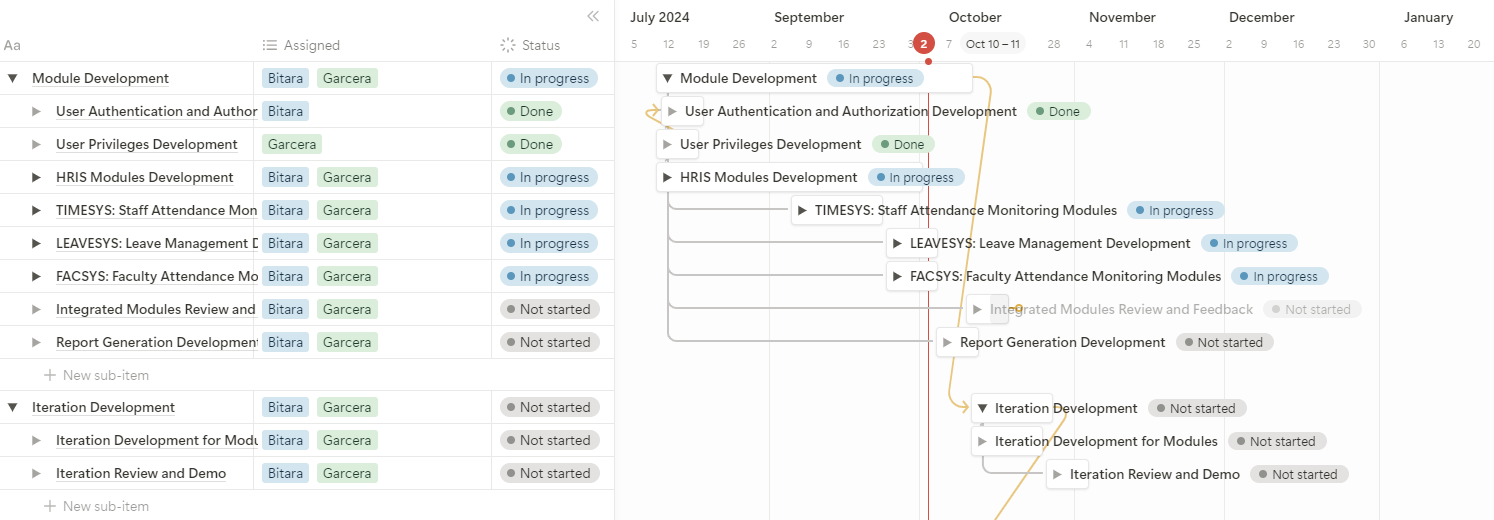 July 2024 September October November December January
Aa Assigned Status 5 12 19 26 2 9 16 23 3 2 7 Oct 10 – 11 28 4 11 18 25 2 9 16 23 30 6 13 20
Module Development Bitara Garcera In progress Module Development In progress
User Authentication and Author Bitara Done User Authentication and Authorization Development Done
User Privileges Development Garcera Done User Privileges Development Done
HRIS Modules Development Bitara Garcera In progress HRIS Modules Development In progress
TIMESYS: Staff Attendance Mon Bitara Garcera In progress TIMESYS: Staff Attendance Monitoring Modules In progress
LEAVESYS: Leave Management D Bitara Garcera In progress LEAVESYS: Leave Management Development In progress
FACSYS: Faculty Attendance Mo Bitara Garcera In progress FACSYS: Faculty Attendance Monitoring Modules In progress
Integrated Modules Review and Bitara Garcera Not started Integrated Modules Review and Feedback Not started
Report Generation Development Bitara Garcera Not started Report Generation Development Not started
New sub-item
Iteration Development Bitara Garcera Not started Iteration Development Not started
Iteration Development for Modu Bitara Garcera Not started Iteration Development for Modules Not started
Iteration Review and Demo Bitara Garcera Not started Iteration Review and Demo Not started
New sub-item